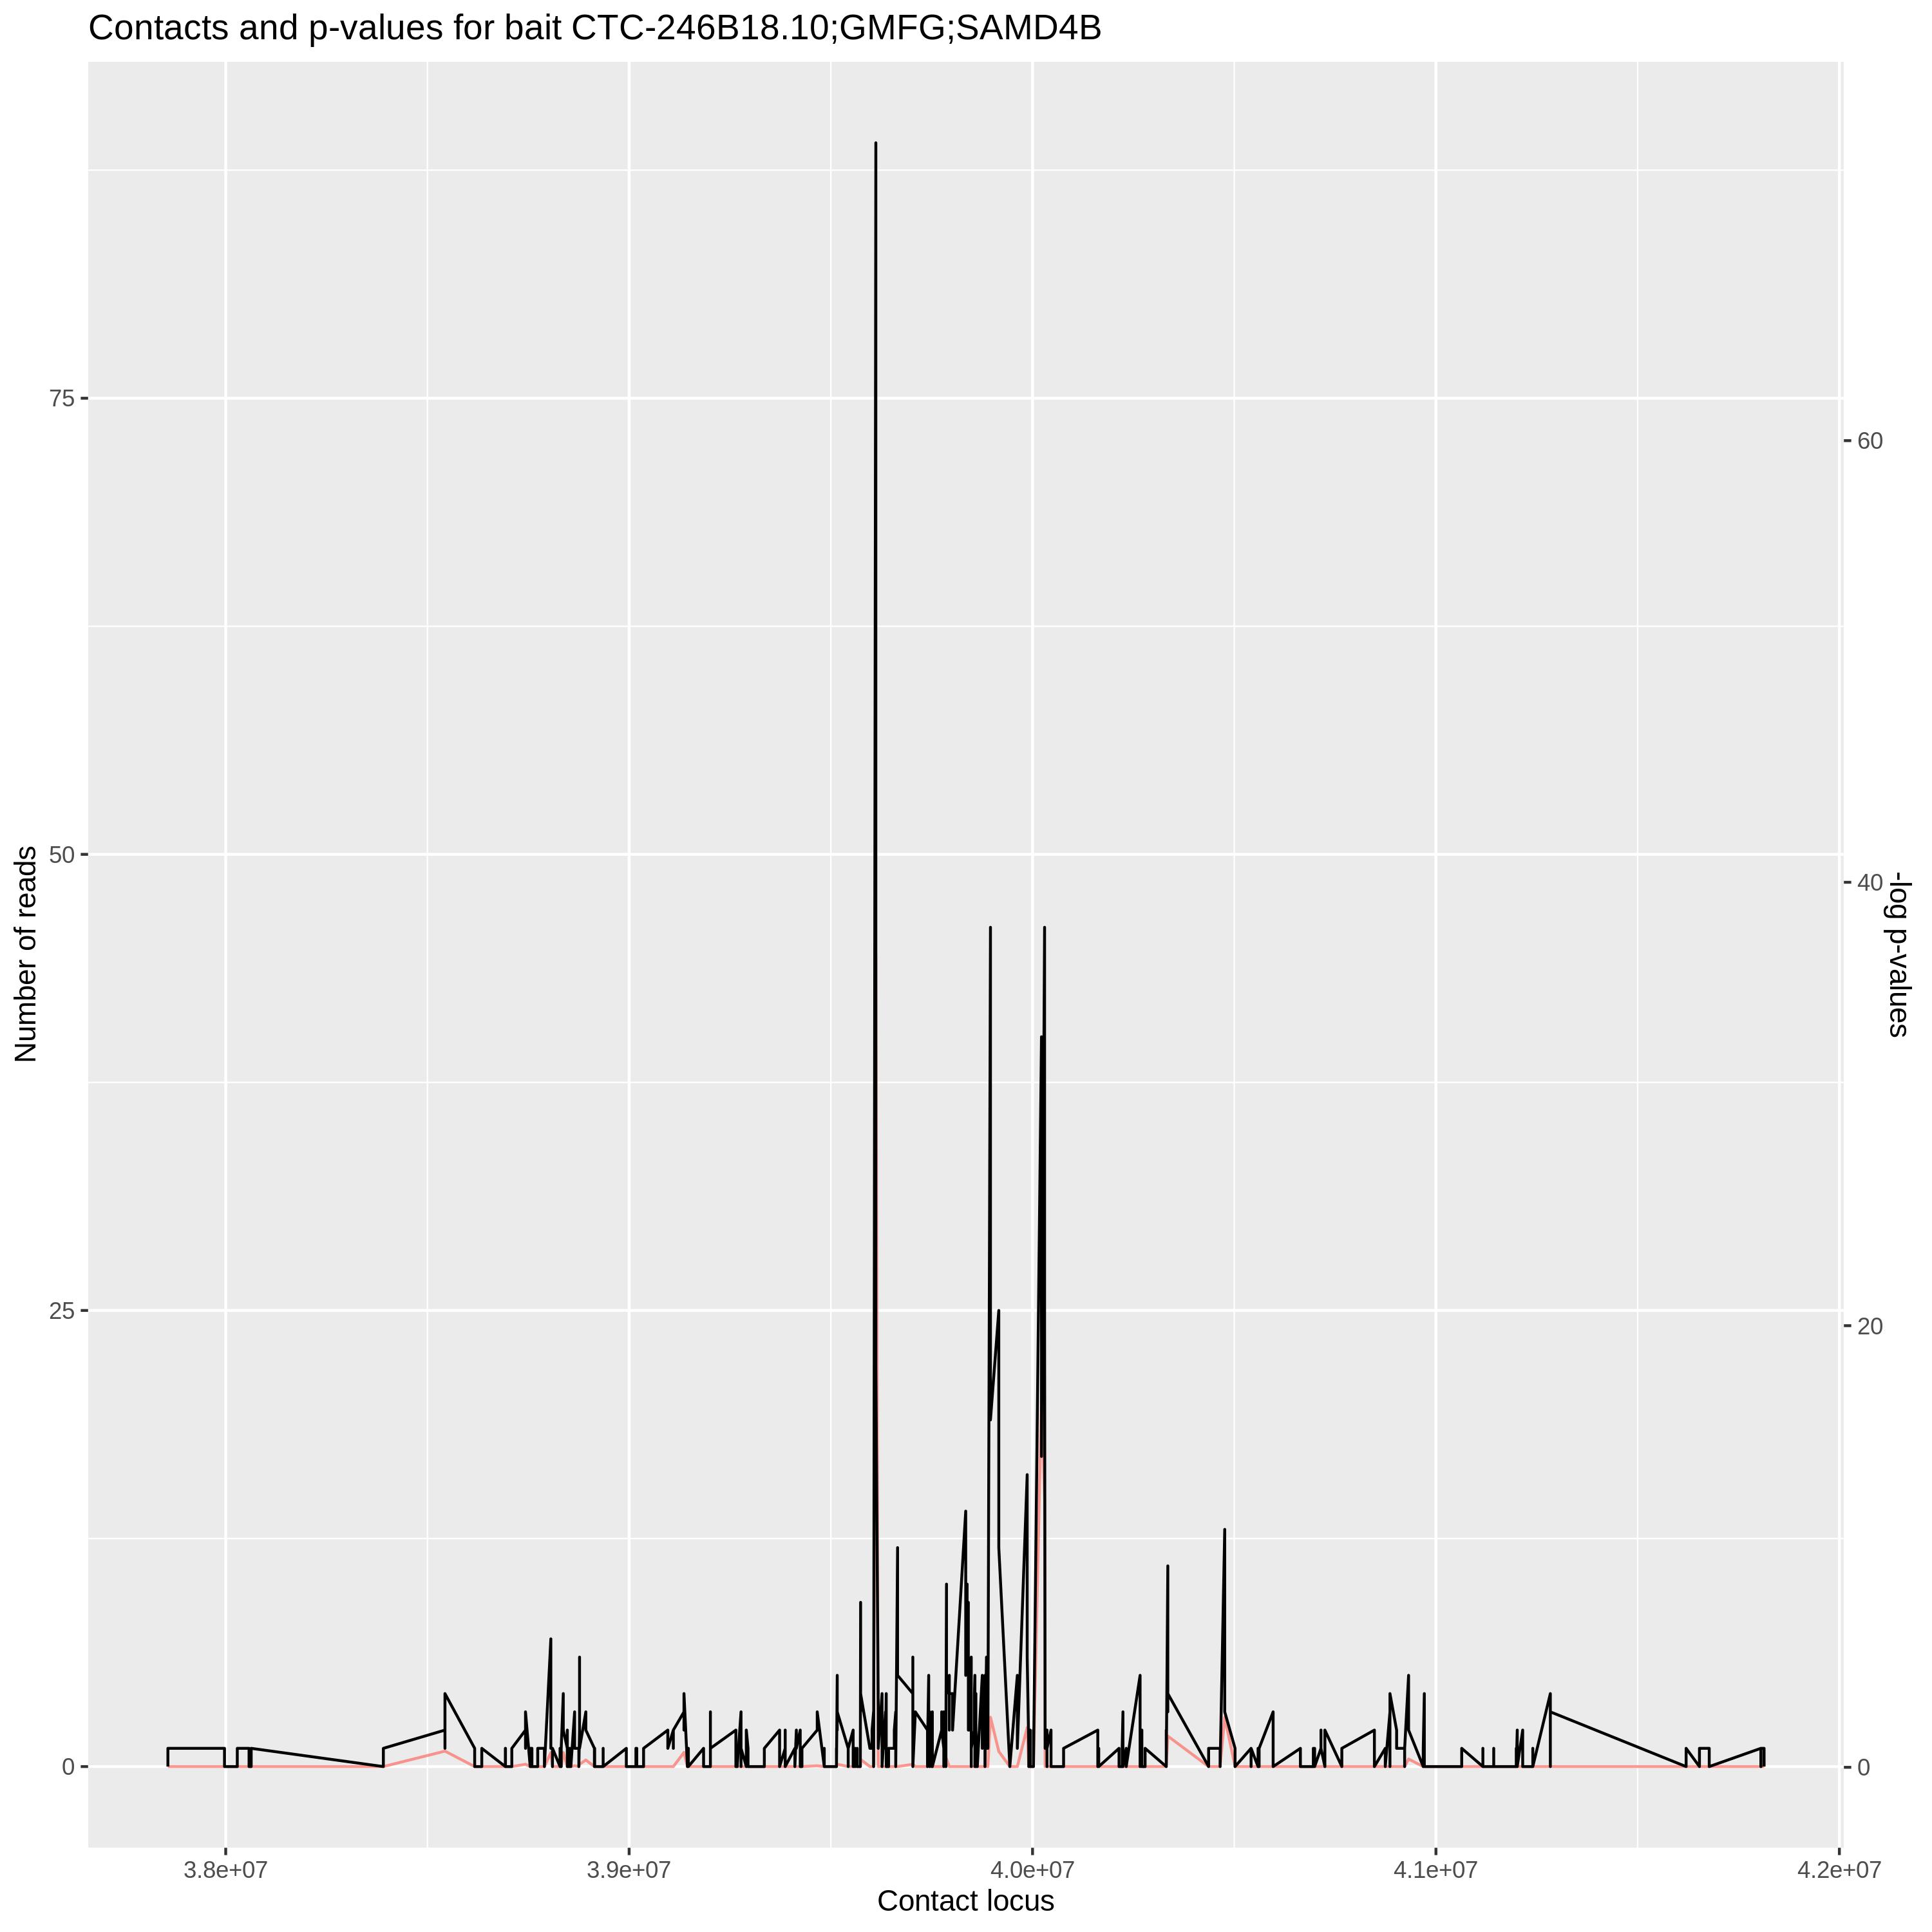 Contacts and p-values for bait CTC-246B18.10;GMFG;SAMD4B
75
50
25
0
Number of reads
60
40
20
0
-log p-values
3.8e+07
3.9e+07
4.0e+07
4.1e+07
4.2e+07
Contact locus